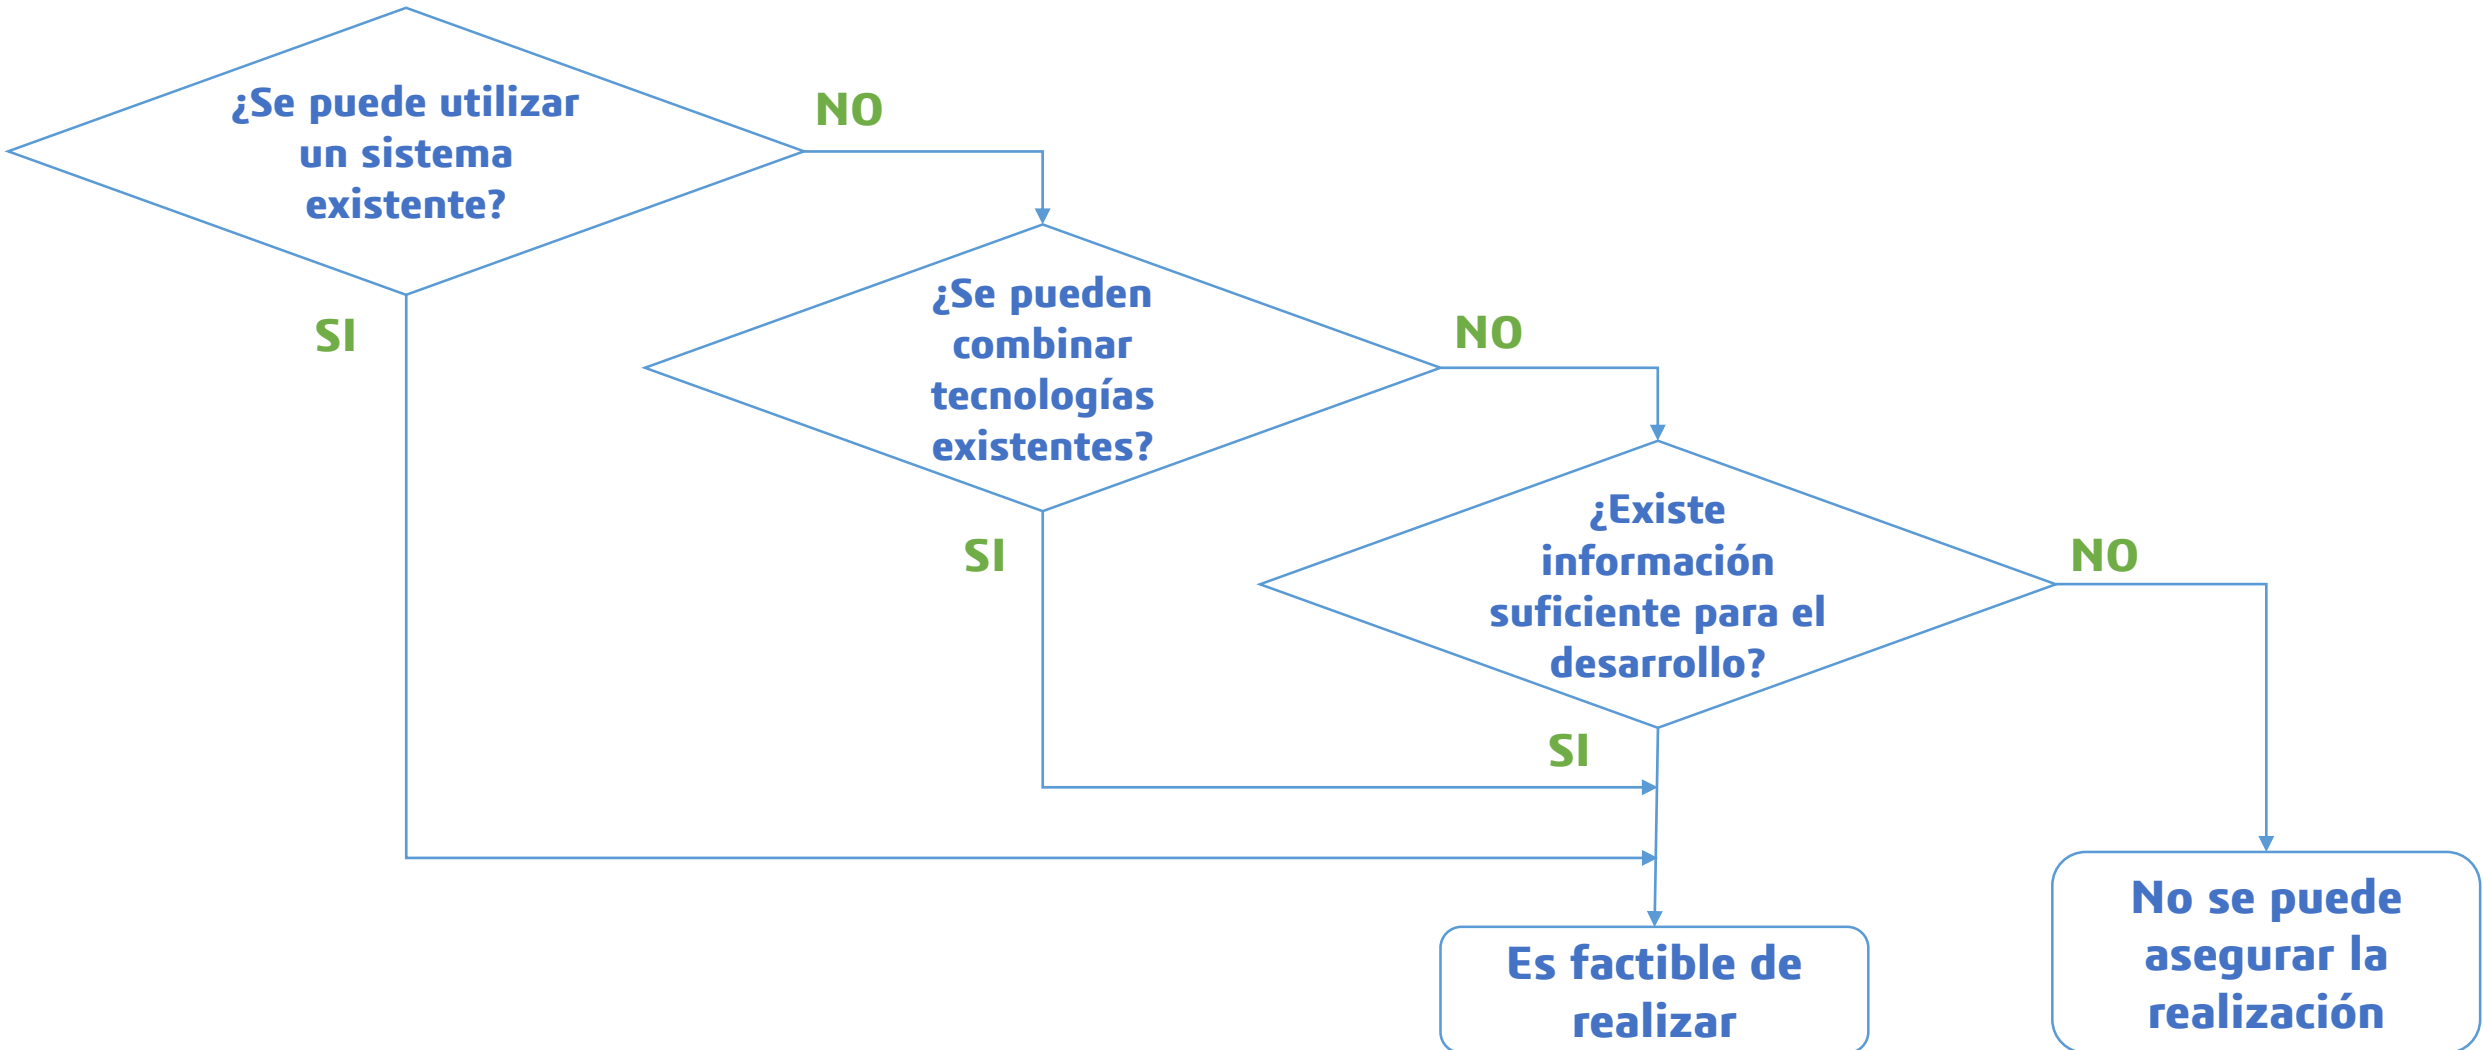 ¿Se puede utilizar
un sistema
existente?
NO
SI
¿Se pueden
combinar
tecnologías
existentes?
NO
SI
¿Existe
información
suficiente para el
desarrollo?
NO
SI
Es factible de
realizar
No se puede
asegurar la
realización